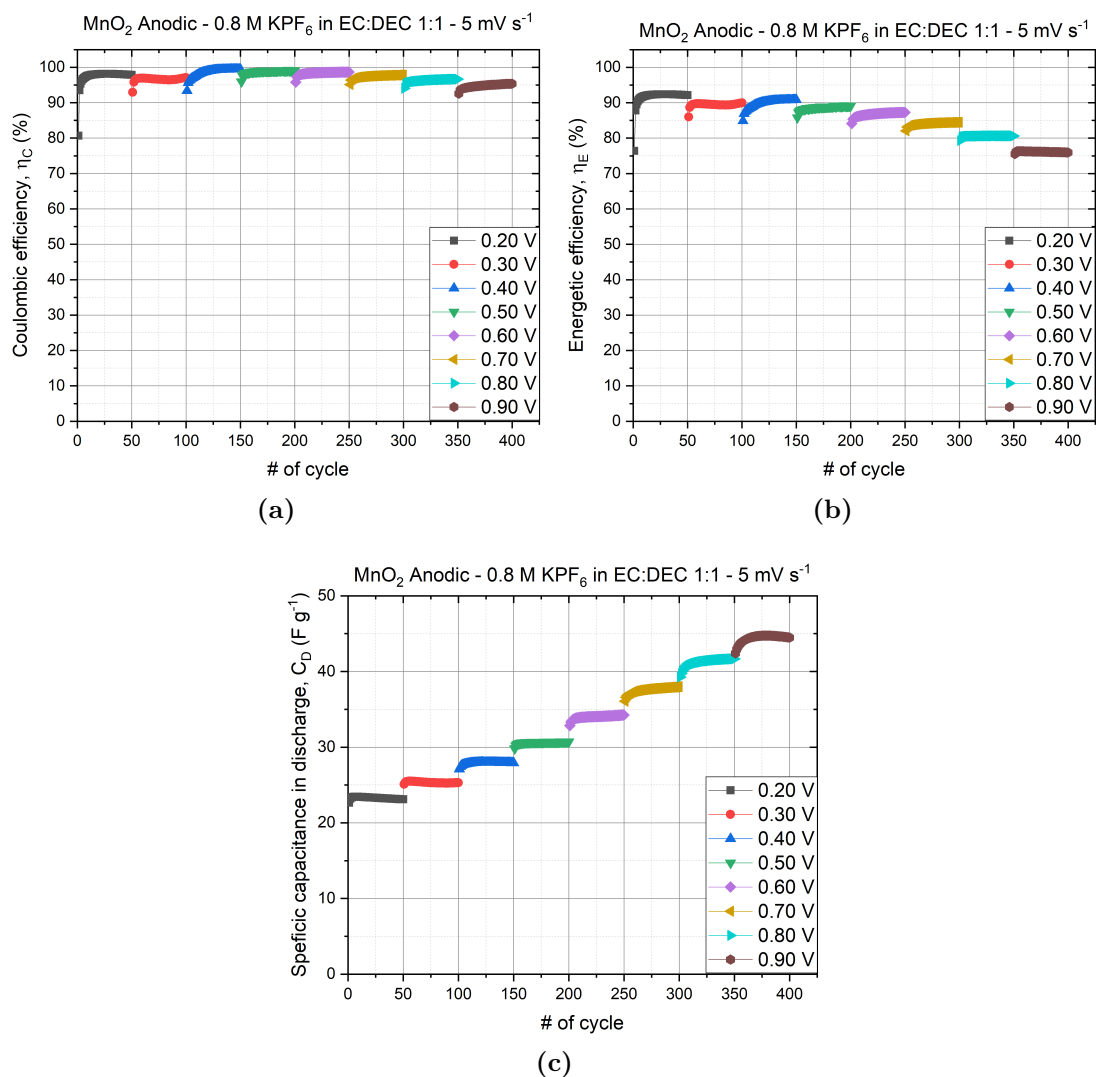 MnO2 Anodic - 0.8 M KPF6 in EC:DEC 1:1 - 5 mV s-1
Coulombic efficiency, ηC (%)
100
90
80
70
60
50
40
30
20
10
0
0.20 V
0.30 V
0.40 V
0.50 V
0.60 V
0.70 V
0.80 V
0.90 V
0 50 100 150 200 250 300 350 400
# of cycle
(a)
MnO2 Anodic - 0.8 M KPF6 in EC:DEC 1:1 - 5 mV s-1
Energetic efficiency, ηE (%)
100
90
80
70
60
50
40
30
20
10
0
0.20 V
0.30 V
0.40 V
0.50 V
0.60 V
0.70 V
0.80 V
0.90 V
0 50 100 150 200 250 300 350 400
# of cycle
(b)
MnO2 Anodic - 0.8 M KPF6 in EC:DEC 1:1 - 5 mV s-1
Speficic capacitance in discharge, CD (F g-1)
50
40
30
20
10
0
0.20 V
0.30 V
0.40 V
0.50 V
0.60 V
0.70 V
0.80 V
0.90 V
0 50 100 150 200 250 300 350 400
# of cycle
(c)